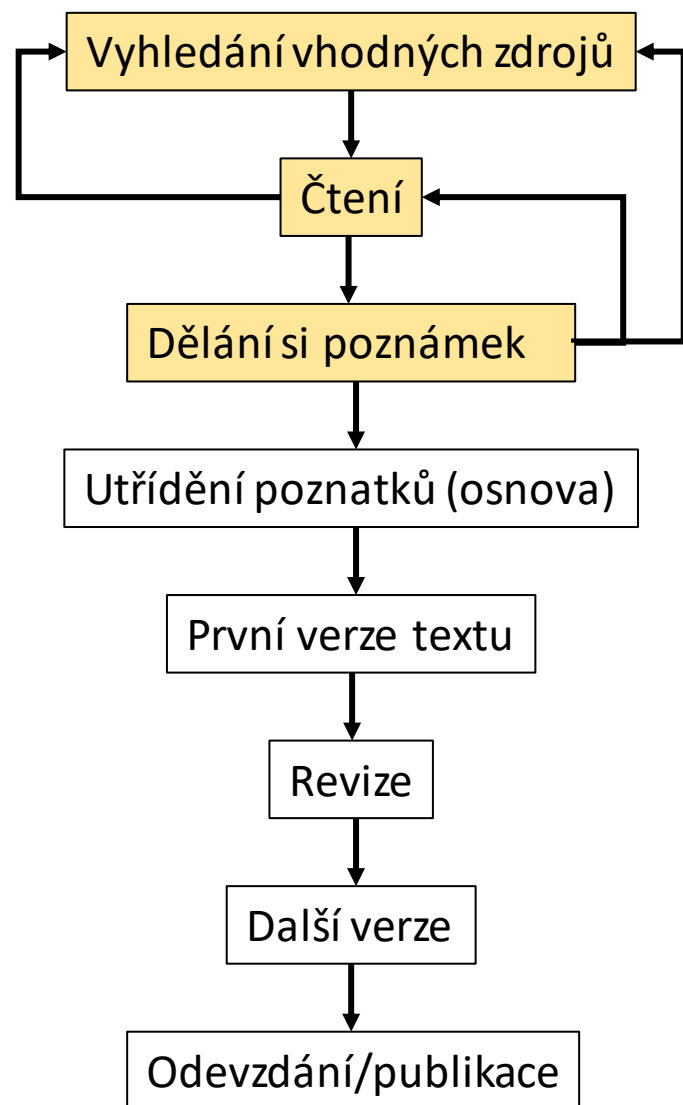 Vyhledání vhodných zdrojů
Čtení
Dělání si poznámek
Utřídění poznatků (osnova)
První verze textu
Revize
Další verze
Odevzdání/publikace